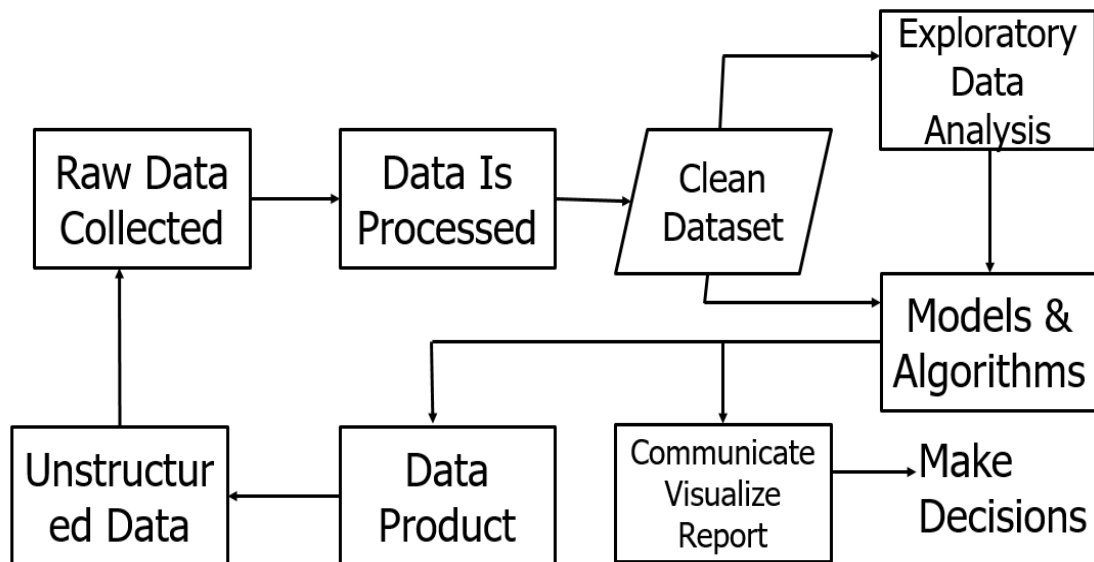 Exploratory
Data
Analysis
Raw Data
Collected
Data Is
Processed
Clean
Dataset
Models &
Algorithms
Unstructur
ed Data
Data
Product
Communicate
Visualize
Report
Make
Decisions